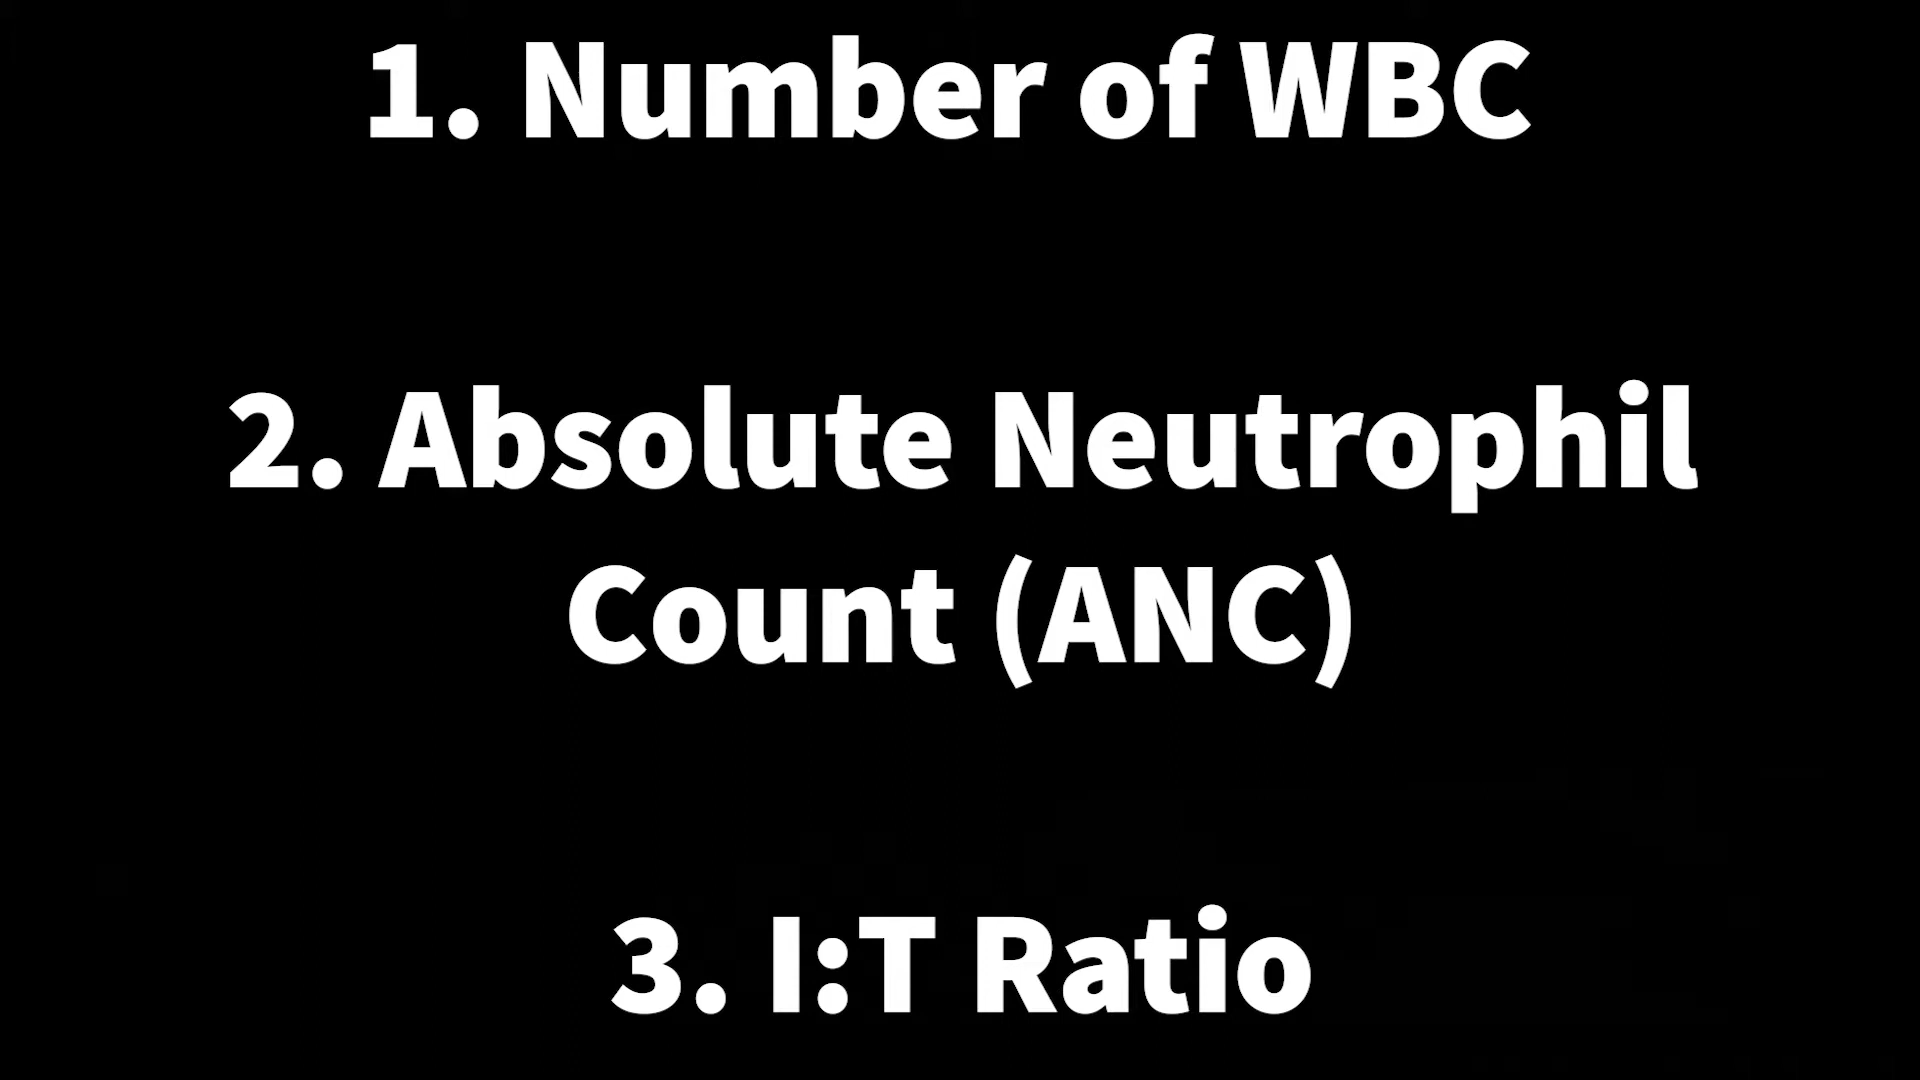 1. Number of WBC
2. Absolute Neutrophil
Count (ANC)
3. I:T Ratio